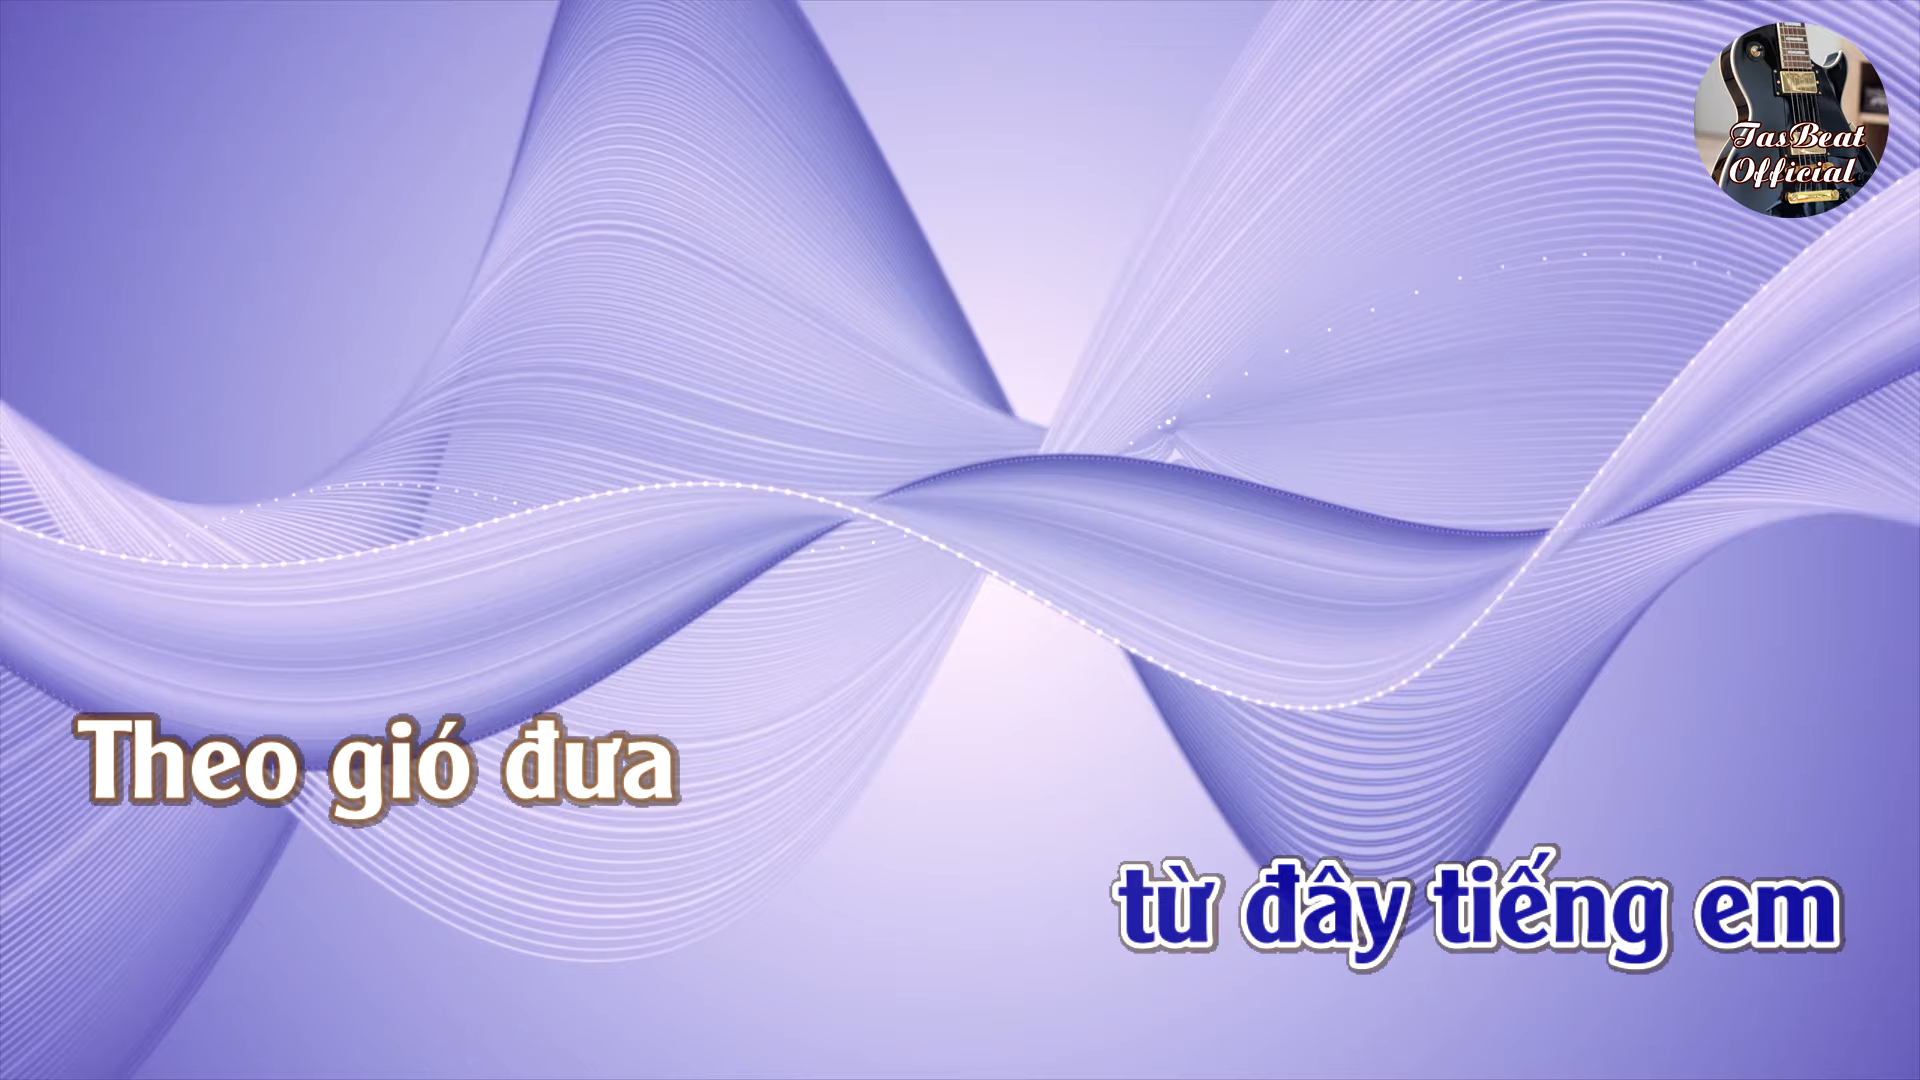 TasBeat
Official
Theo gió đưa
từ đây tiếng em